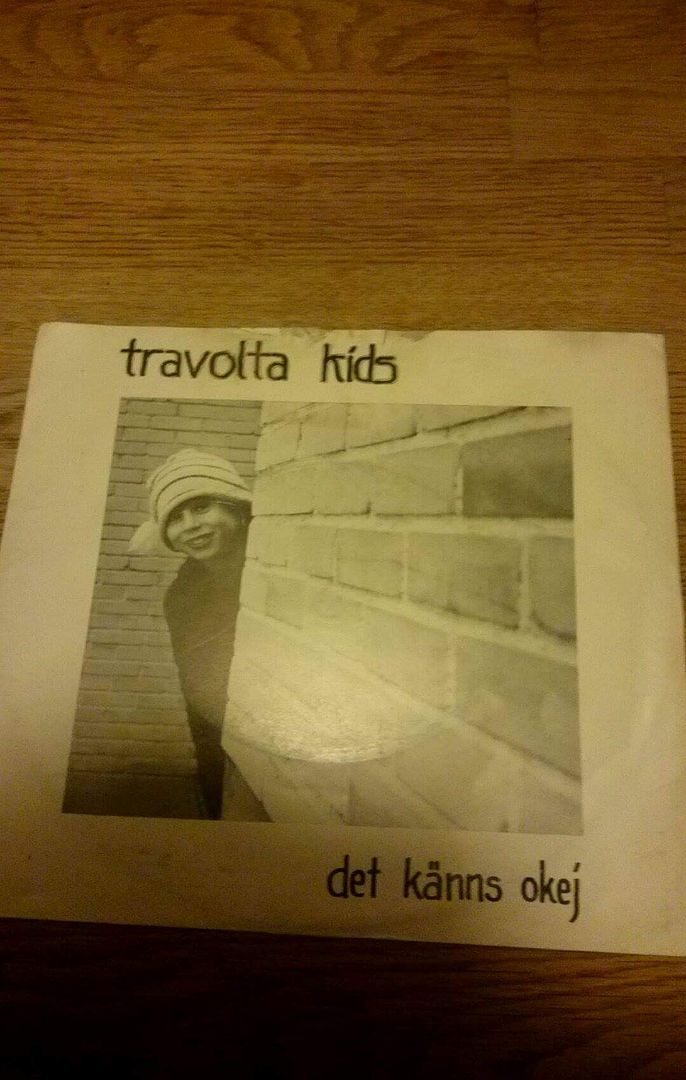 travolta kids
det känns okej